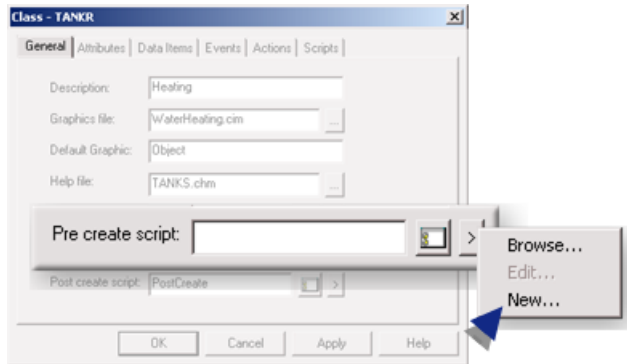 Class - TANKR
General Attributes Data Items Events Actions Scripts
Description: Heating
Graphics file: WaterHeating.cim ...
Default Graphic: Object
Help file: TANKS.chm ...
Pre create script: >
Browse...
Edit...
New...
Post create script: PostCreate >
OK Cancel Apply Help